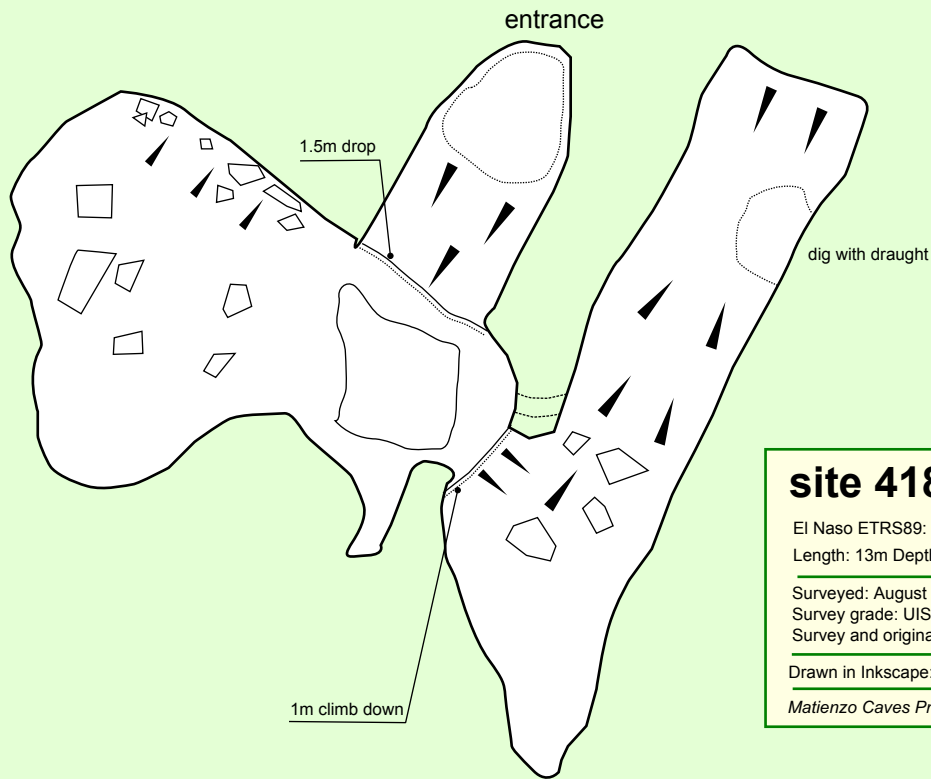 entrance
1.5m drop
dig with draught
1m climb down
site 418
El Naso ETRS89:
Length: 13m Depth
Surveyed: August
Survey grade: UIS
Survey and origina
Drawn in Inkscape:
Matienzo Caves Pr